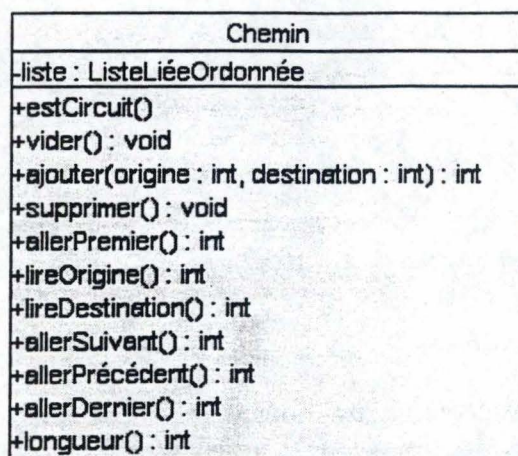 Chemin
-liste : ListeLiéeOrdonnée
+estCircuit()
+vider() : void
+ajouter(origine : int, destination : int) : int
+supprimer() : void
+allerPremier() : int
+lireOrigine() : int
+lireDestination() : int
+allerSuivant() : int
+allerPrécédent() : int
+allerDernier() : int
+longueur() : int